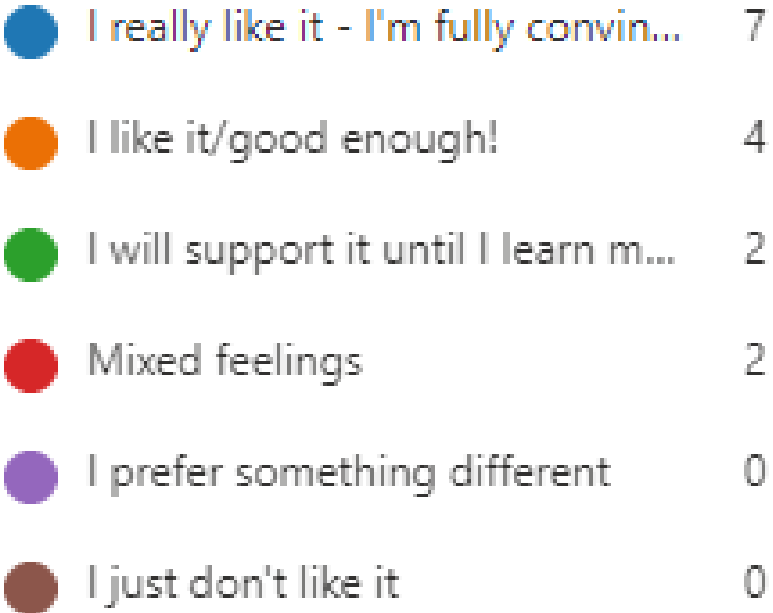 I really like it - I'm fully convin... 7
I like it/good enough! 4
I will support it until I learn m... 2
Mixed feelings 2
I prefer something different 0
I just don't like it 0